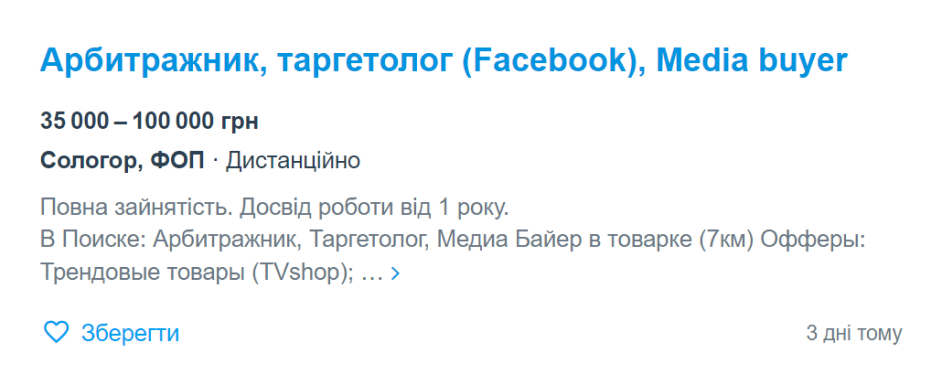 Арбитражник, таргетолог (Facebook), Media buyer
35 000 – 100 000 грн
Сологор, ФОП · Дистанційно
Повна зайнятість. Досвід роботи від 1 року.
В Поиске: Арбитражник, Таргетолог, Медиа Байер в товарке (7км) Офферы:
Трендовые товары (TVshop); …
Зберегти
3 дні тому